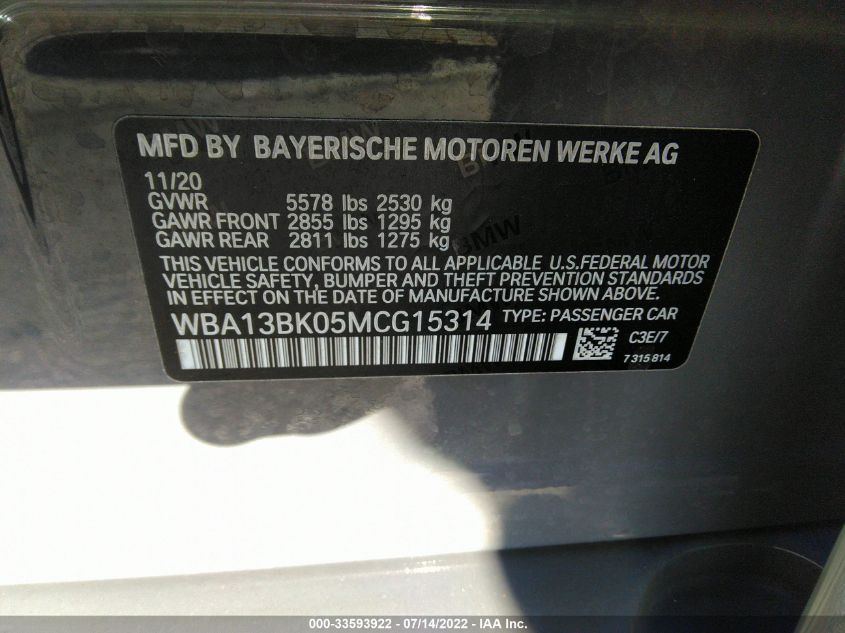 MFD BY BAYERISCHE MOTOREN WERKE AG
11/20
GVWR 5578 lbs 2530 kg
GAWR FRONT 2855 lbs 1295 kg
GAWR REAR 2811 lbs 1275 kg
THIS VEHICLE CONFORMS TO ALL APPLICABLE U.S.FEDERAL MOTOR
VEHICLE SAFETY, BUMPER AND THEFT PREVENTION STANDARDS
IN EFFECT ON THE DATE OF MANUFACTURE SHOWN ABOVE.
WBA13BK05MCG15314 TYPE: PASSENGER CAR
C3E/7
7315814
000-33593922 - 07/14/2022 - IAA Inc.